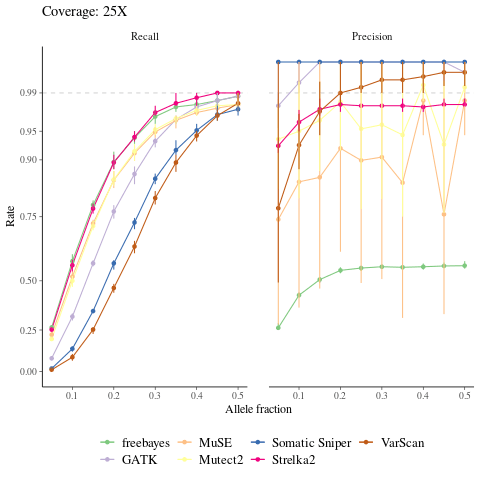 Coverage: 25X
Recall
Precision
Rate
0.99
0.95
0.90
0.75
0.50
0.25
0.00
0.1 0.2 0.3 0.4 0.5
0.1 0.2 0.3 0.4 0.5
Allele fraction
freebayes MuSE Somatic Sniper VarScan
GATK Mutect2 Strelka2